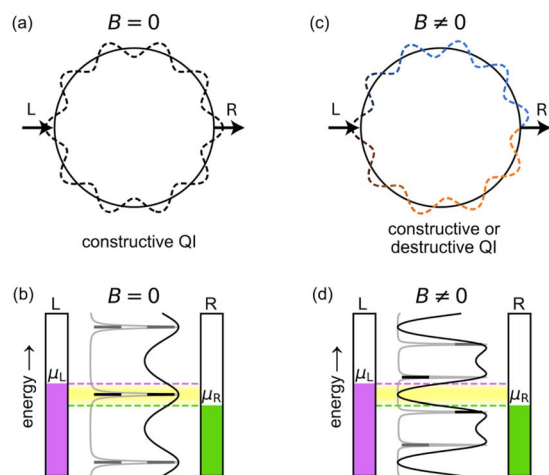 (a)
B = 0
L
R
constructive QI
(c)
B ≠ 0
L
R
constructive or
destructive QI
(b)
B = 0
L
R
energy →
μL
μR
(d)
B ≠ 0
L
R
energy →
μL
μR